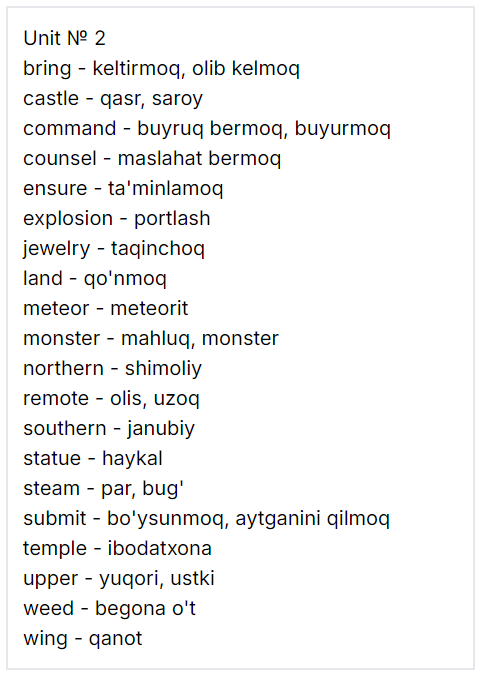 Unit № 2
bring - keltirmoq, olib kelmoq
castle - qasr, saroy
command - buyruq bermoq, buyurmoq
counsel - maslahat bermoq
ensure - ta'minlamoq
explosion - portlash
jewelry - taqinchoq
land - qo'nmoq
meteor - meteorit
monster - mahluq, monster
northern - shimoliy
remote - olis, uzoq
southern - janubiy
statue - haykal
steam - par, bug'
submit - bo'ysunmoq, aytganini qilmoq
temple - ibodatxona
upper - yuqori, ustki
weed - begona o't
wing - qanot